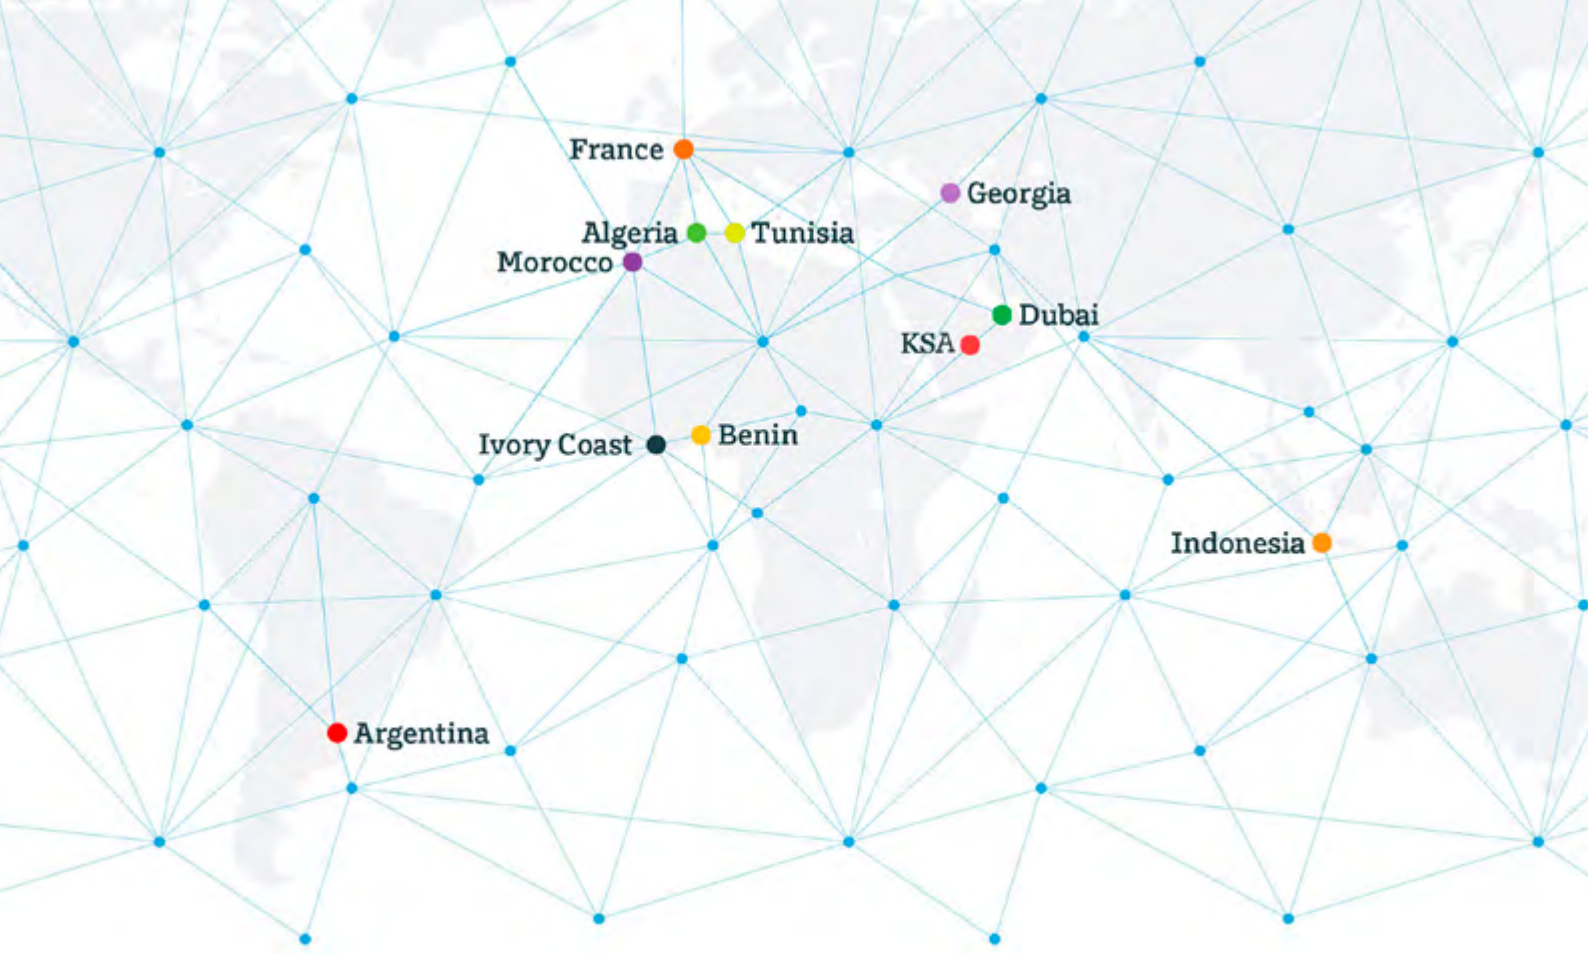 France
Georgia
Algeria
Tunisia
Morocco
Dubai
KSA
Benin
Ivory Coast
Indonesia
Argentina